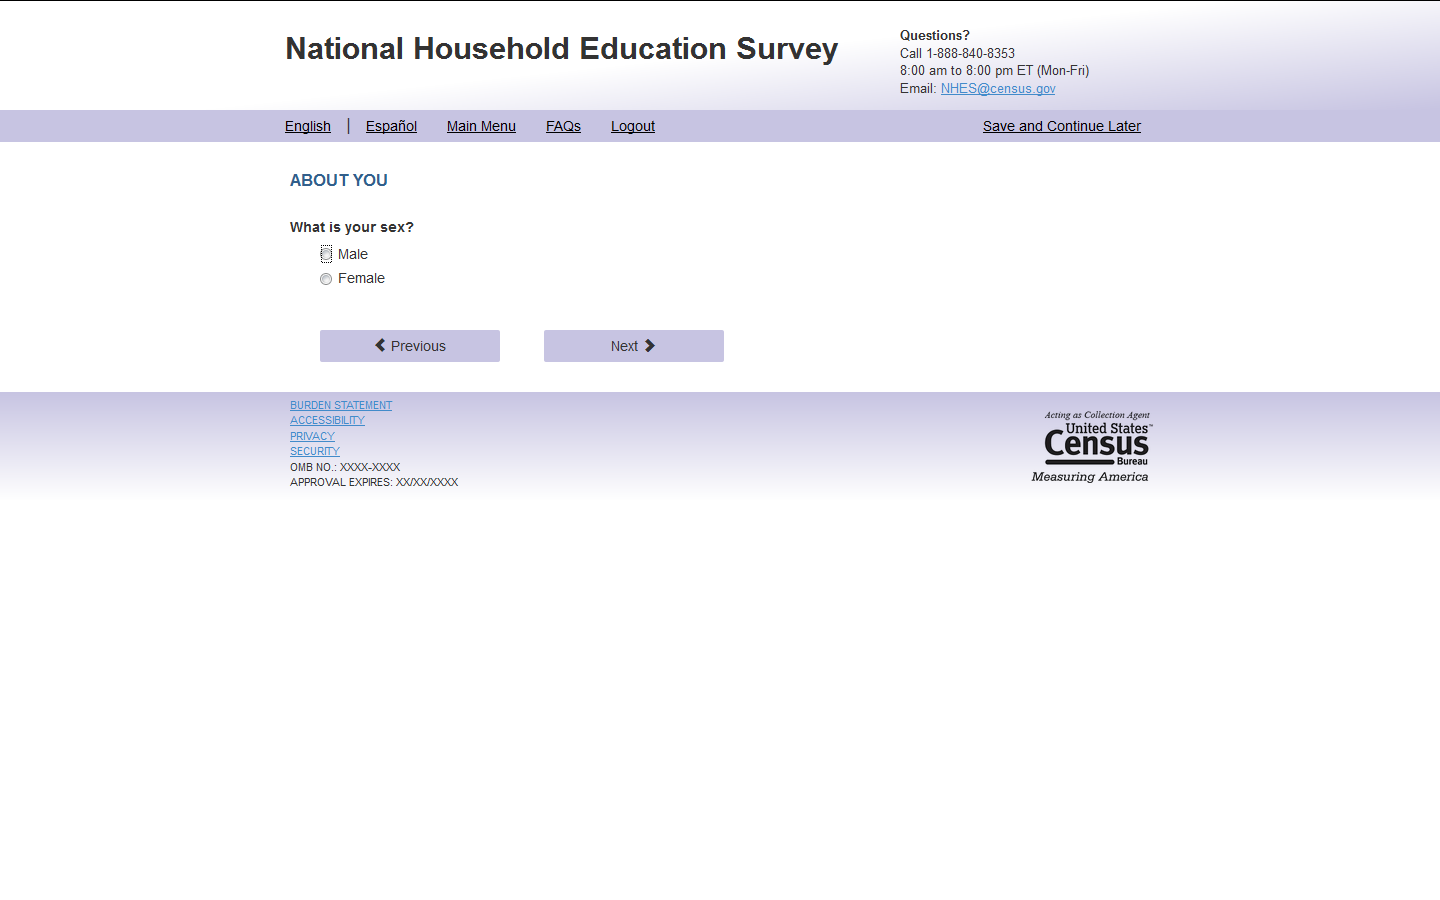 National Household Education Survey
Questions?
Call 1-888-840-8353
8:00 am to 8:00 pm ET (Mon-Fri)
Email: NHES@census.gov
English | Español Main Menu FAQs Logout Save and Continue Later
ABOUT YOU
What is your sex?
Male
Female
Previous Next
BURDEN STATEMENT
ACCESSIBILITY
PRIVACY
SECURITY
OMB NO.: XXXX-XXXX
APPROVAL EXPIRES: XX/XX/XXXX
Acting as Collection Agent
United States™
Census
Bureau
Measuring America